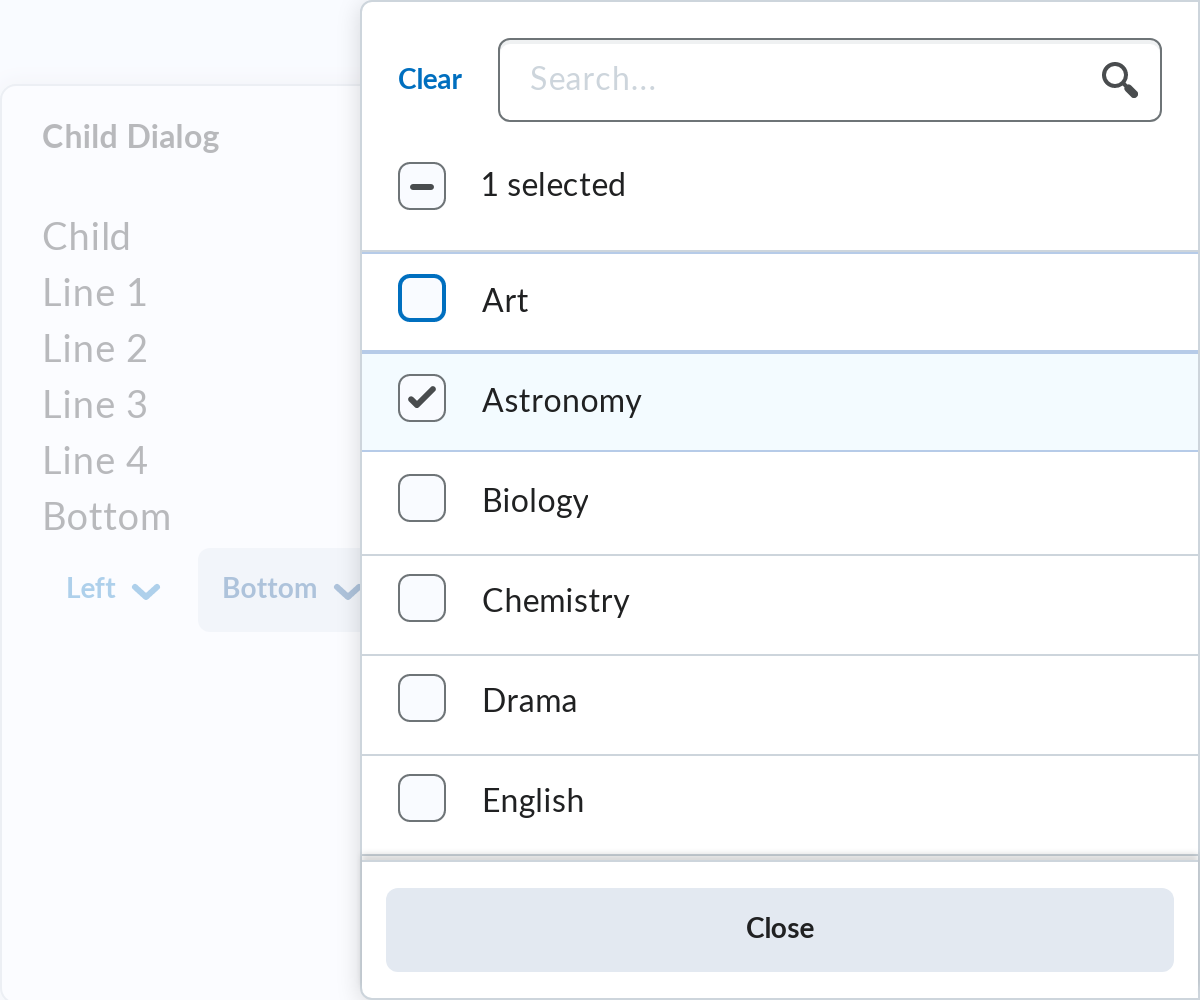 Clear
Search...
1 selected
Art
Astronomy
Biology
Chemistry
Drama
English
Close
Child Dialog
Child
Line 1
Line 2
Line 3
Line 4
Bottom
Left
Bottom